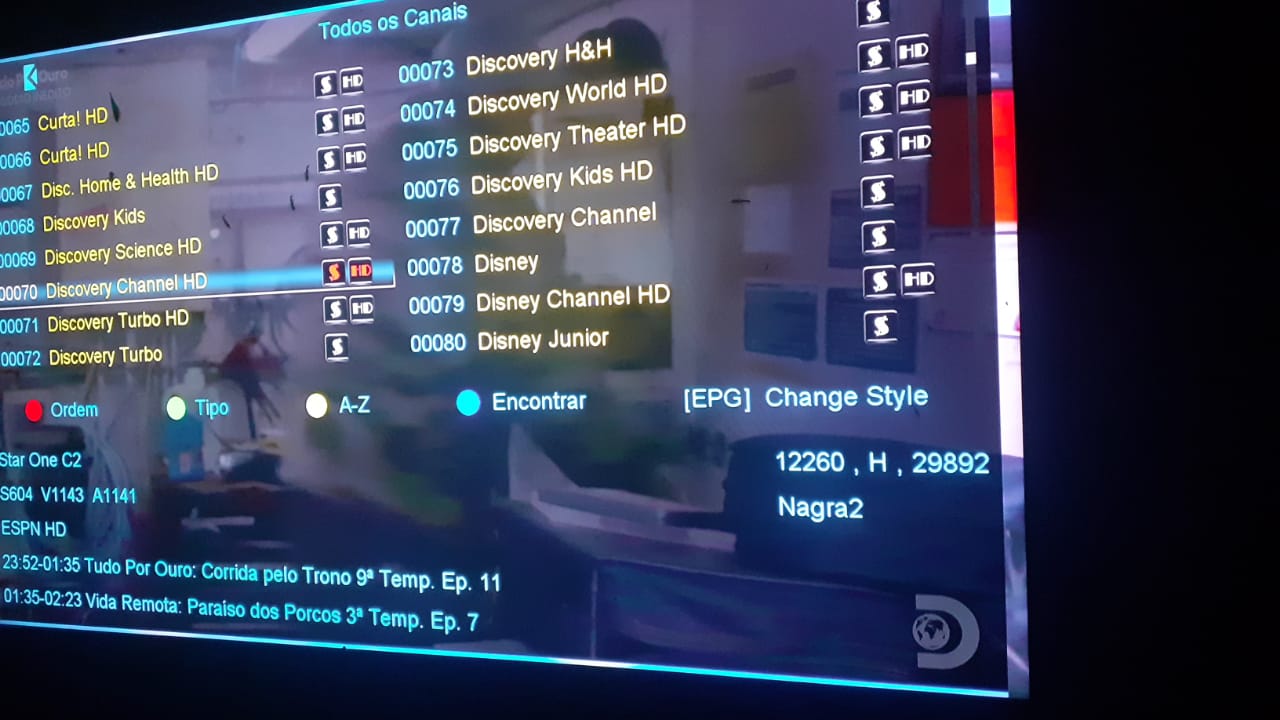 Todos os Canais
0065 Curta! HD
0066 Curta! HD
0067 Disc. Home & Health HD
0068 Discovery Kids
00069 Discovery Science HD
00070 Discovery Channel HD
00071 Discovery Turbo HD
00072 Discovery Turbo
00073 Discovery H&H
00074 Discovery World HD
00075 Discovery Theater HD
00076 Discovery Kids HD
00077 Discovery Channel
00078 Disney
00079 Disney Channel HD
00080 Disney Junior
Ordem Tipo A-Z Encontrar [EPG] Change Style
Star One C2
S604 V1143 A1141
ESPN HD
12260 , H , 29892
Nagra2
23:52-01:35 Tudo Por Ouro: Corrida pelo Trono 9ª Temp. Ep. 11
01:35-02:23 Vida Remota: Paraiso dos Porcos 3ª Temp. Ep. 7